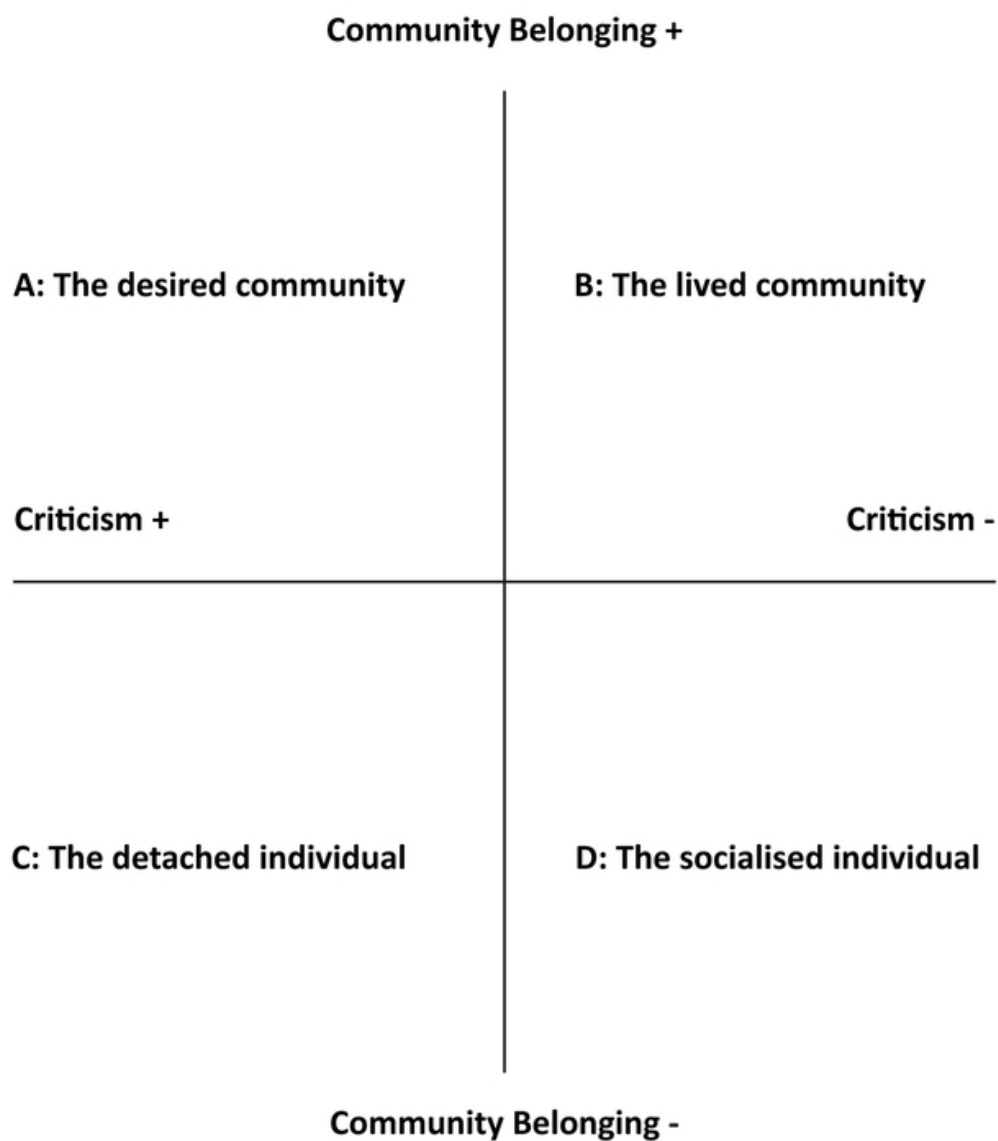 Community Belonging +
A: The desired community
B: The lived community
Criticism +
Criticism -
C: The detached individual
D: The socialised individual
Community Belonging -